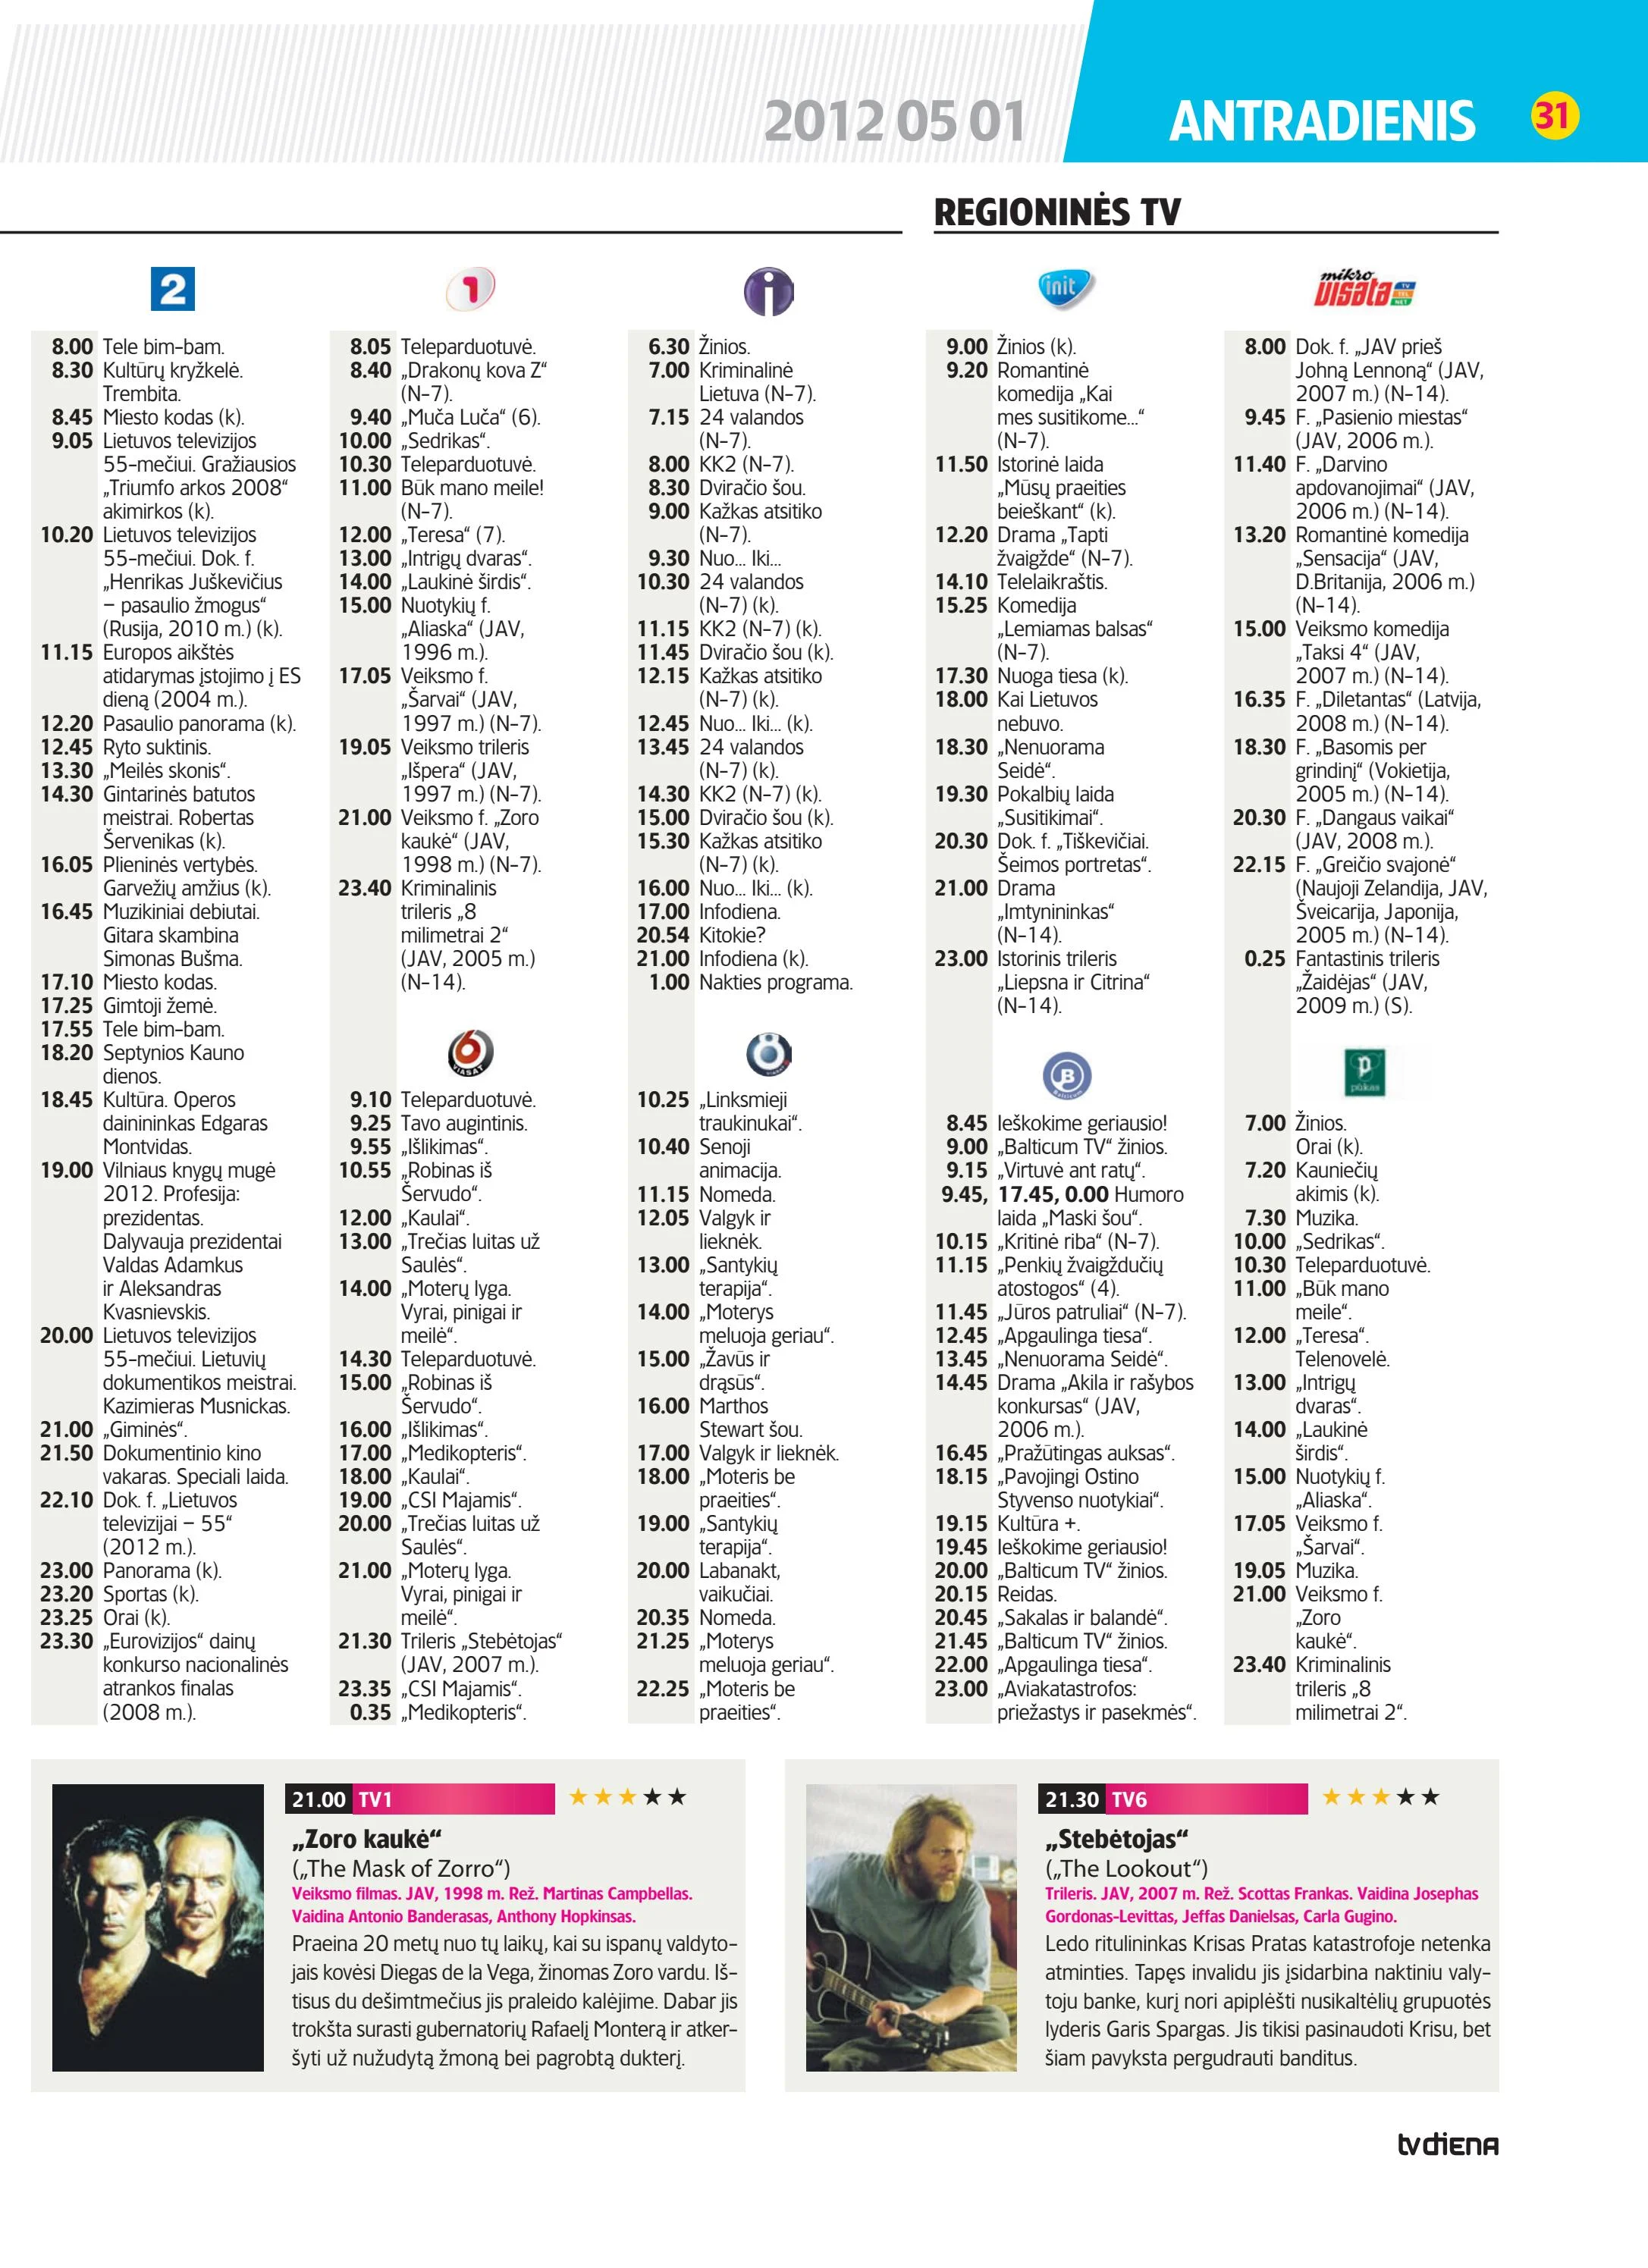 2012 05 01
ANTRADIENIS
31
REGIONINĖS TV
2
8.00 Tele bim-bam.
8.30 Kultūrų kryžkelė.
Trembita.
8.45 Miesto kodas (k).
9.05 Lietuvos televizijos
55-mečiui. Gražiausios
„Triumfo arkos 2008“
akimirkos (k).
10.20 Lietuvos televizijos
55-mečiui. Dok. f.
„Henrikas Juškevičius
– pasaulio žmogus“
(Rusija, 2010 m.) (k).
11.15 Europos aikštės
atidarymas įstojimo į ES
dieną (2004 m.).
12.20 Pasaulio panorama (k).
12.45 Ryto suktinis.
13.30 „Meilės skonis“.
14.30 Gintarinės batutos
meistrai. Robertas
Šervenikas (k).
16.05 Plieninės vertybės.
Garvežių amžius (k).
16.45 Muzikiniai debiutai.
Gitara skambina
Simonas Bušma.
17.10 Miesto kodas.
17.25 Gimtoji žemė.
17.55 Tele bim-bam.
18.20 Septynios Kauno
dienos.
18.45 Kultūra. Operos
dainininkas Edgaras
Montvidas.
19.00 Vilniaus knygų mugė
2012. Profesija:
prezidentas.
Dalyvauja prezidentai
Valdas Adamkus
ir Aleksandras
Kvasnievskis.
20.00 Lietuvos televizijos
55-mečiui. Lietuvių
dokumentikos meistrai.
Kazimieras Musnickas.
21.00 „Giminės“.
21.50 Dokumentinio kino
vakaras. Speciali laida.
22.10 Dok. f. „Lietuvos
televizijai – 55“
(2012 m.).
23.00 Panorama (k).
23.20 Sportas (k).
23.25 Orai (k).
23.30 „Eurovizijos“ dainų
konkurso nacionalinės
atrankos finalas
(2008 m.).
1
8.05 Teleparduotuvė.
8.40 „Drakonų kova Z“
(N-7).
9.40 „Muča Luča“ (6).
10.00 „Sedrikas“.
10.30 Teleparduotuvė.
11.00 Būk mano meile!
(N-7).
12.00 „Teresa“ (7).
13.00 „Intrigų dvaras“.
14.00 „Laukinė širdis“.
15.00 Nuotykių f.
„Aliaska“ (JAV,
1996 m.).
17.05 Veiksmo f.
„Šarvai“ (JAV,
1997 m.) (N-7).
19.05 Veiksmo trileris
„Išpera“ (JAV,
1997 m.) (N-7).
21.00 Veiksmo f. „Zoro
kaukė“ (JAV,
1998 m.) (N-7).
23.40 Kriminalinis
trileris „8
milimetrai 2“
(JAV, 2005 m.)
(N-14).
6
VIASAT
9.10 Teleparduotuvė.
9.25 Tavo augintinis.
9.55 „Išlikimas“.
10.55 „Robinas iš
Šervudo“.
12.00 „Kaulai“.
13.00 „Trečias luitas už
Saulės“.
14.00 „Moterų lyga.
Vyrai, pinigai ir
meilė“.
14.30 Teleparduotuvė.
15.00 „Robinas iš
Šervudo“.
16.00 „Išlikimas“.
17.00 „Medikopteris“.
18.00 „Kaulai“.
19.00 „CSI Majamis“.
20.00 „Trečias luitas už
Saulės“.
21.00 „Moterų lyga.
Vyrai, pinigai ir
meilė“.
21.30 Trileris „Stebėtojas“
(JAV, 2007 m.).
23.35 „CSI Majamis“.
0.35 „Medikopteris“.
i
6.30 Žinios.
7.00 Kriminalinė
Lietuva (N-7).
7.15 24 valandos
(N-7).
8.00 KK2 (N-7).
8.30 Dviračio šou.
9.00 Kažkas atsitiko
(N-7).
9.30 Nuo... Iki...
10.30 24 valandos
(N-7) (k).
11.15 KK2 (N-7) (k).
11.45 Dviračio šou (k).
12.15 Kažkas atsitiko
(N-7) (k).
12.45 Nuo... Iki... (k).
13.45 24 valandos
(N-7) (k).
14.30 KK2 (N-7) (k).
15.00 Dviračio šou (k).
15.30 Kažkas atsitiko
(N-7) (k).
16.00 Nuo... Iki... (k).
17.00 Infodiena.
20.54 Kitokie?
21.00 Infodiena (k).
1.00 Nakties programa.
8
10.25 „Linksmieji
traukinukai“.
10.40 Senoji
animacija.
11.15 Nomeda.
12.05 Valgyk ir
lieknėk.
13.00 „Santykių
terapija“.
14.00 „Moterys
meluoja geriau“.
15.00 „Žavūs ir
drąsūs“.
16.00 Marthos
Stewart šou.
17.00 Valgyk ir lieknėk.
18.00 „Moteris be
praeities“.
19.00 „Santykių
terapija“.
20.00 Labanakt,
vaikučiai.
20.35 Nomeda.
21.25 „Moterys
meluoja geriau“.
22.25 „Moteris be
praeities“.
init
9.00 Žinios (k).
9.20 Romantinė
komedija „Kai
mes susitikome...“
(N-7).
11.50 Istorinė laida
„Mūsų praeities
beieškant“ (k).
12.20 Drama „Tapti
žvaigžde“ (N-7).
14.10 Telelaikraštis.
15.25 Komedija
„Lemiamas balsas“
(N-7).
17.30 Nuoga tiesa (k).
18.00 Kai Lietuvos
nebuvo.
18.30 „Nenuorama
Seidė“.
19.30 Pokalbių laida
„Susitikimai“.
20.30 Dok. f. „Tiškevičiai.
Šeimos portretas“.
21.00 Drama
„Imtynininkas“
(N-14).
23.00 Istorinis trileris
„Liepsna ir Citrina“
(N-14).
B
Balticum
8.45 Ieškokime geriausio!
9.00 „Balticum TV“ žinios.
9.15 „Virtuvė ant ratų“.
9.45, 17.45, 0.00 Humoro
laida „Maski šou“.
10.15 „Kritinė riba“ (N-7).
11.15 „Penkių žvaigždučių
atostogos“ (4).
11.45 „Jūros patruliai“ (N-7).
12.45 „Apgaulinga tiesa“.
13.45 „Nenuorama Seidė“.
14.45 Drama „Akila ir rašybos
konkursas“ (JAV,
2006 m.).
16.45 „Pražūtingas auksas“.
18.15 „Pavojingi Ostino
Styvenso nuotykiai“.
19.15 Kultūra +.
19.45 Ieškokime geriausio!
20.00 „Balticum TV“ žinios.
20.15 Reidas.
20.45 „Sakalas ir balandė“.
21.45 „Balticum TV“ žinios.
22.00 „Apgaulinga tiesa“.
23.00 „Aviakatastrofos:
priežastys ir pasekmės“.
mikro
visata
TV
TEL
NET
8.00 Dok. f. „JAV prieš
Johną Lennoną“ (JAV,
2007 m.) (N-14).
9.45 F. „Pasienio miestas“
(JAV, 2006 m.).
11.40 F. „Darvino
apdovanojimai“ (JAV,
2006 m.) (N-14).
13.20 Romantinė komedija
„Sensacija“ (JAV,
D.Britanija, 2006 m.)
(N-14).
15.00 Veiksmo komedija
„Taksi 4“ (JAV,
2007 m.) (N-14).
16.35 F. „Diletantas“ (Latvija,
2008 m.) (N-14).
18.30 F. „Basomis per
grindinį“ (Vokietija,
2005 m.) (N-14).
20.30 F. „Dangaus vaikai“
(JAV, 2008 m.).
22.15 F. „Greičio svajonė“
(Naujoji Zelandija, JAV,
Šveicarija, Japonija,
2005 m.) (N-14).
0.25 Fantastinis trileris
„Žaidėjas“ (JAV,
2009 m.) (S).
p
pūkas
7.00 Žinios.
Orai (k).
7.20 Kauniečių
akimis (k).
7.30 Muzika.
10.00 „Sedrikas“.
10.30 Teleparduotuvė.
11.00 „Būk mano
meile“.
12.00 „Teresa“.
Telenovelė.
13.00 „Intrigų
dvaras“.
14.00 „Laukinė
širdis“.
15.00 Nuotykių f.
„Aliaska“.
17.05 Veiksmo f.
„Šarvai“.
19.05 Muzika.
21.00 Veiksmo f.
„Zoro
kaukė“.
23.40 Kriminalinis
trileris „8
milimetrai 2“.
21.00 TV1
„Zoro kaukė“
(„The Mask of Zorro“)
Veiksmo filmas. JAV, 1998 m. Rež. Martinas Campbellas.
Vaidina Antonio Banderasas, Anthony Hopkinsas.
Praeina 20 metų nuo tų laikų, kai su ispanų valdyto-
jais kovėsi Diegas de la Vega, žinomas Zoro vardu. Iš-
tisus du dešimtmečius jis praleido kalėjime. Dabar jis
trokšta surasti gubernatorių Rafaelį Monterą ir atker-
šyti už nužudytą žmoną bei pagrobtą dukterį.
21.30 TV6
„Stebėtojas“
(„The Lookout“)
Trileris. JAV, 2007 m. Rež. Scottas Frankas. Vaidina Josephas
Gordonas-Levittas, Jeffas Danielsas, Carla Gugino.
Ledo ritulininkas Krisas Pratas katastrofoje netenka
atminties. Tapęs invalidu jis įsidarbina naktiniu valy-
toju banke, kurį nori apiplėšti nusikaltėlių grupuotės
lyderis Garis Spargas. Jis tikisi pasinaudoti Krisu, bet
šiam pavyksta pergudrauti banditus.
tvdiena